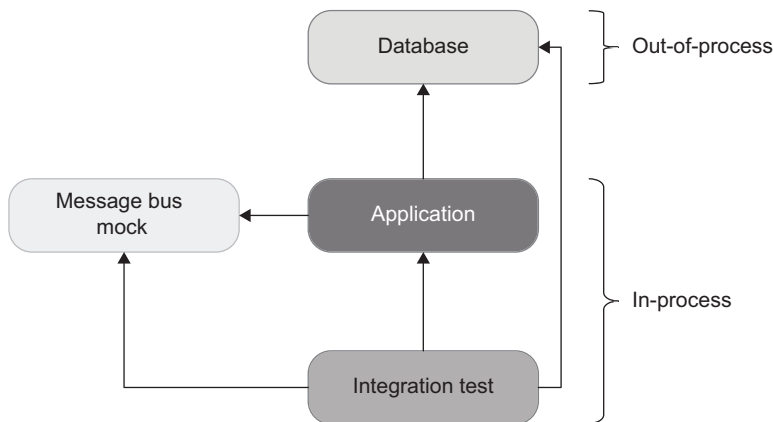 Database
Out-of-process
Message bus
mock
Application
In-process
Integration test